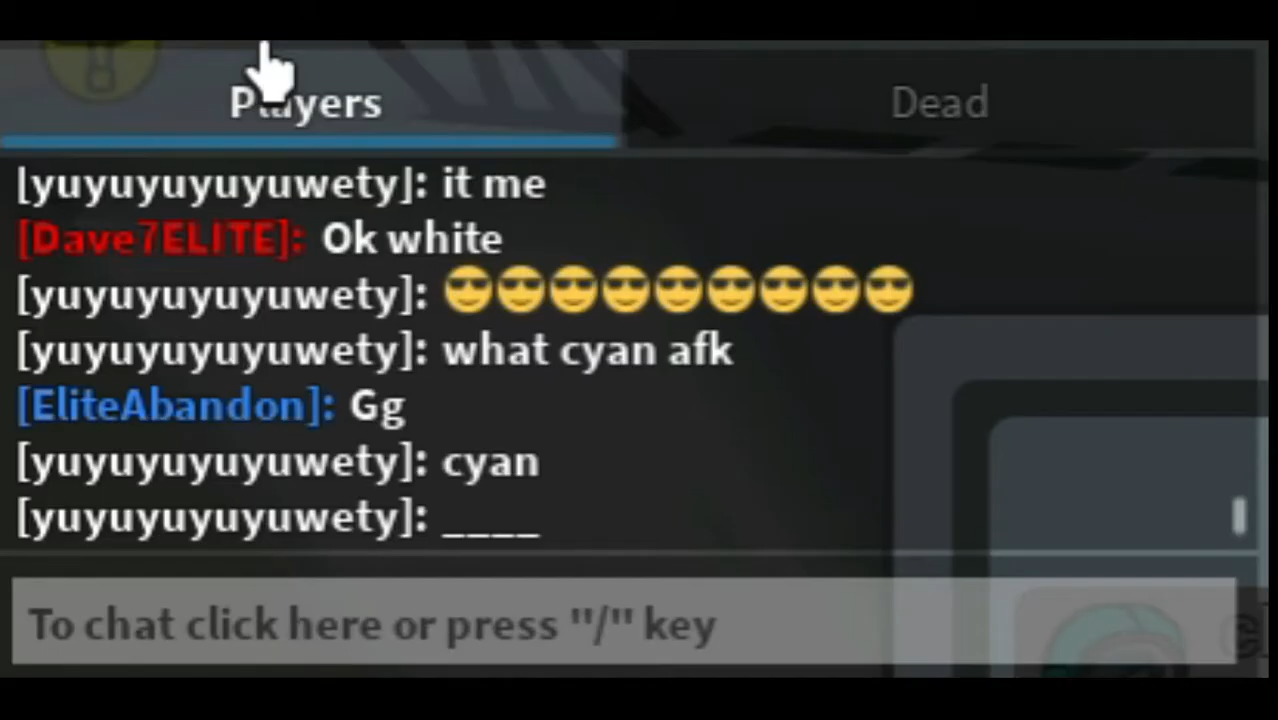 Players
Dead
[yuyuyuyuyuwety]: it me
[Dave7ELITE]: Ok white
[yuyuyuyuyuwety]: 😎😎😎😎😎😎😎😎😎
[yuyuyuyuyuwety]: what cyan afk
[EliteAbandon]: Gg
[yuyuyuyuyuwety]: cyan
[yuyuyuyuyuwety]: ____
To chat click here or press "/" key